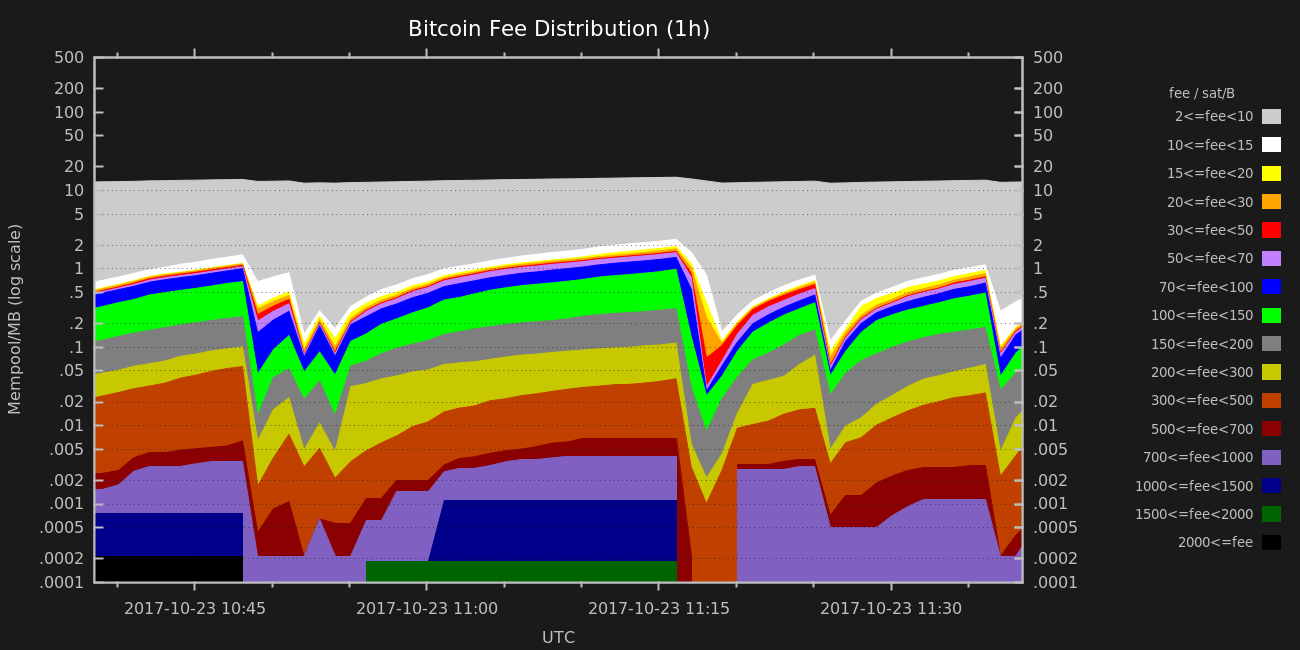 Bitcoin Fee Distribution (1h)
500 500
200 200
100 100
50 50
20 20
10 10
5 5
2 2
1 1
.5 .5
.2 .2
.1 .1
.05 .05
.02 .02
.01 .01
.005 .005
.002 .002
.001 .001
.0005 .0005
.0002 .0002
.0001 .0001
Mempool/MB (log scale)
2017-10-23 10:45 2017-10-23 11:00 2017-10-23 11:15 2017-10-23 11:30
UTC
fee / sat/B
2<=fee<10
10<=fee<15
15<=fee<20
20<=fee<30
30<=fee<50
50<=fee<70
70<=fee<100
100<=fee<150
150<=fee<200
200<=fee<300
300<=fee<500
500<=fee<700
700<=fee<1000
1000<=fee<1500
1500<=fee<2000
2000<=fee